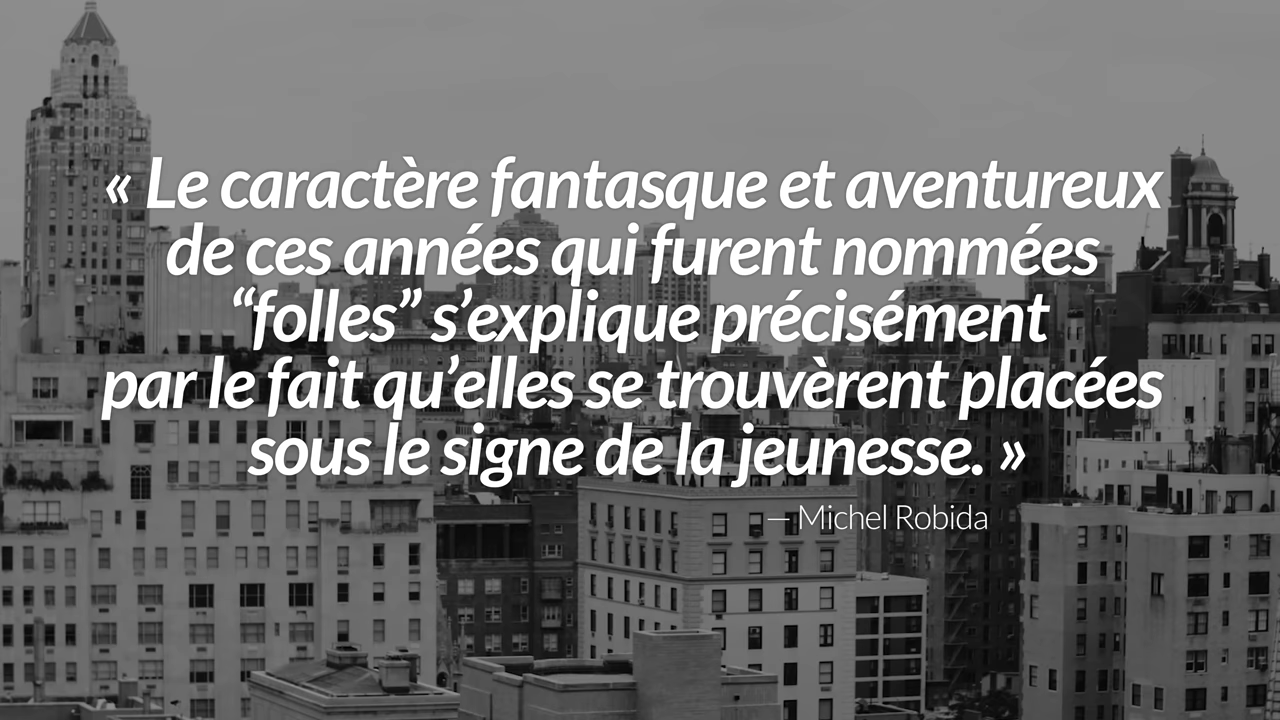 « Le caractère fantasque et aventureux
de ces années qui furent nommées
“folles” s’explique précisément
par le fait qu’elles se trouvèrent placées
sous le signe de la jeunesse. »
— Michel Robida